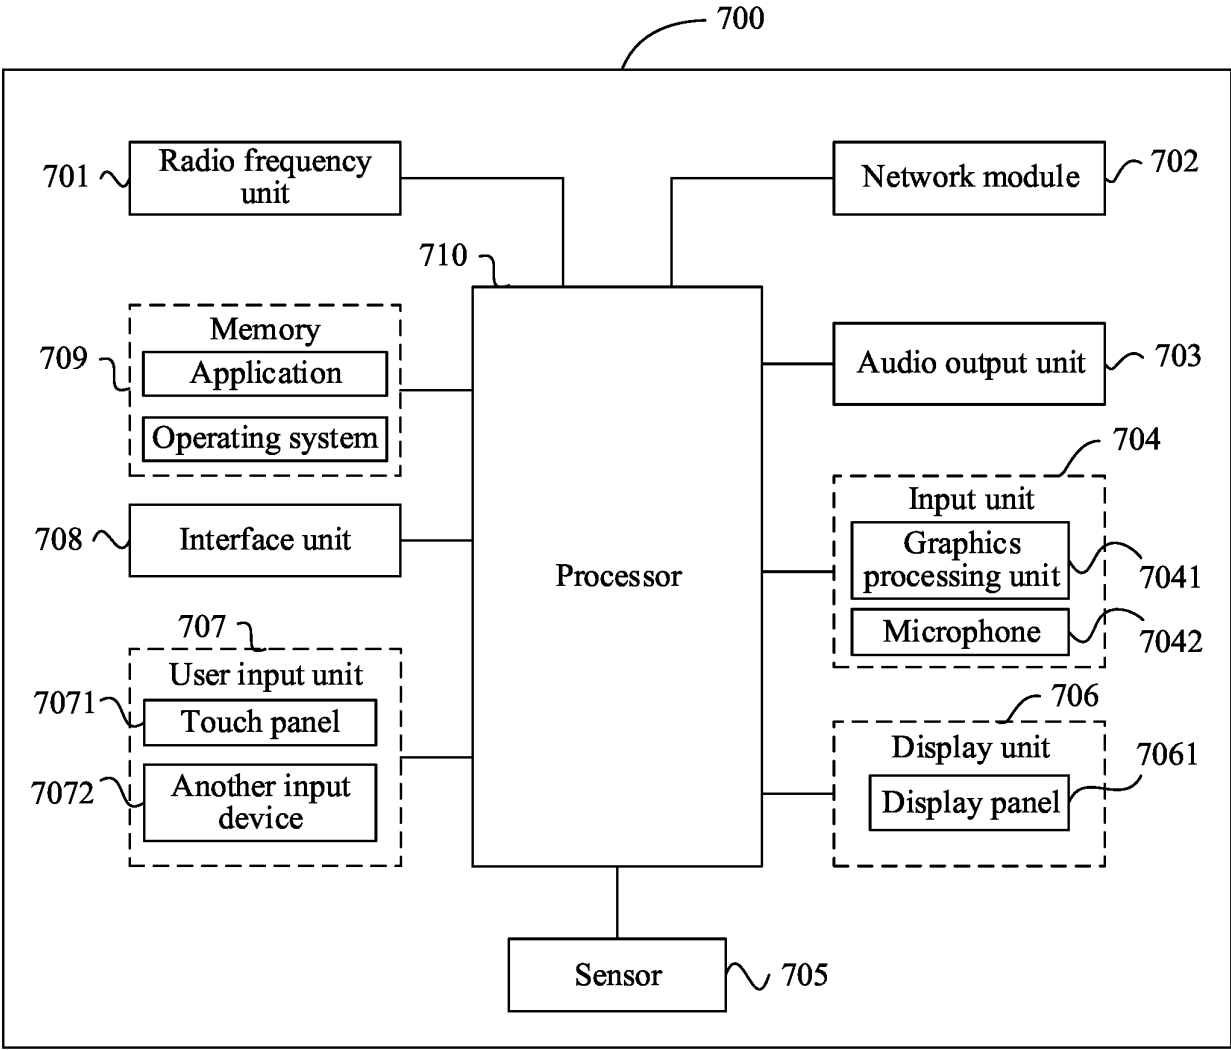 700
701
Radio frequency
unit
Network module
702
710
Memory
709
Application
Operating system
Audio output unit
703
704
Input unit
Graphics
processing unit
7041
Microphone
7042
708
Interface unit
Processor
707
User input unit
7071
Touch panel
7072
Another input
device
706
Display unit
7061
Display panel
Sensor
705